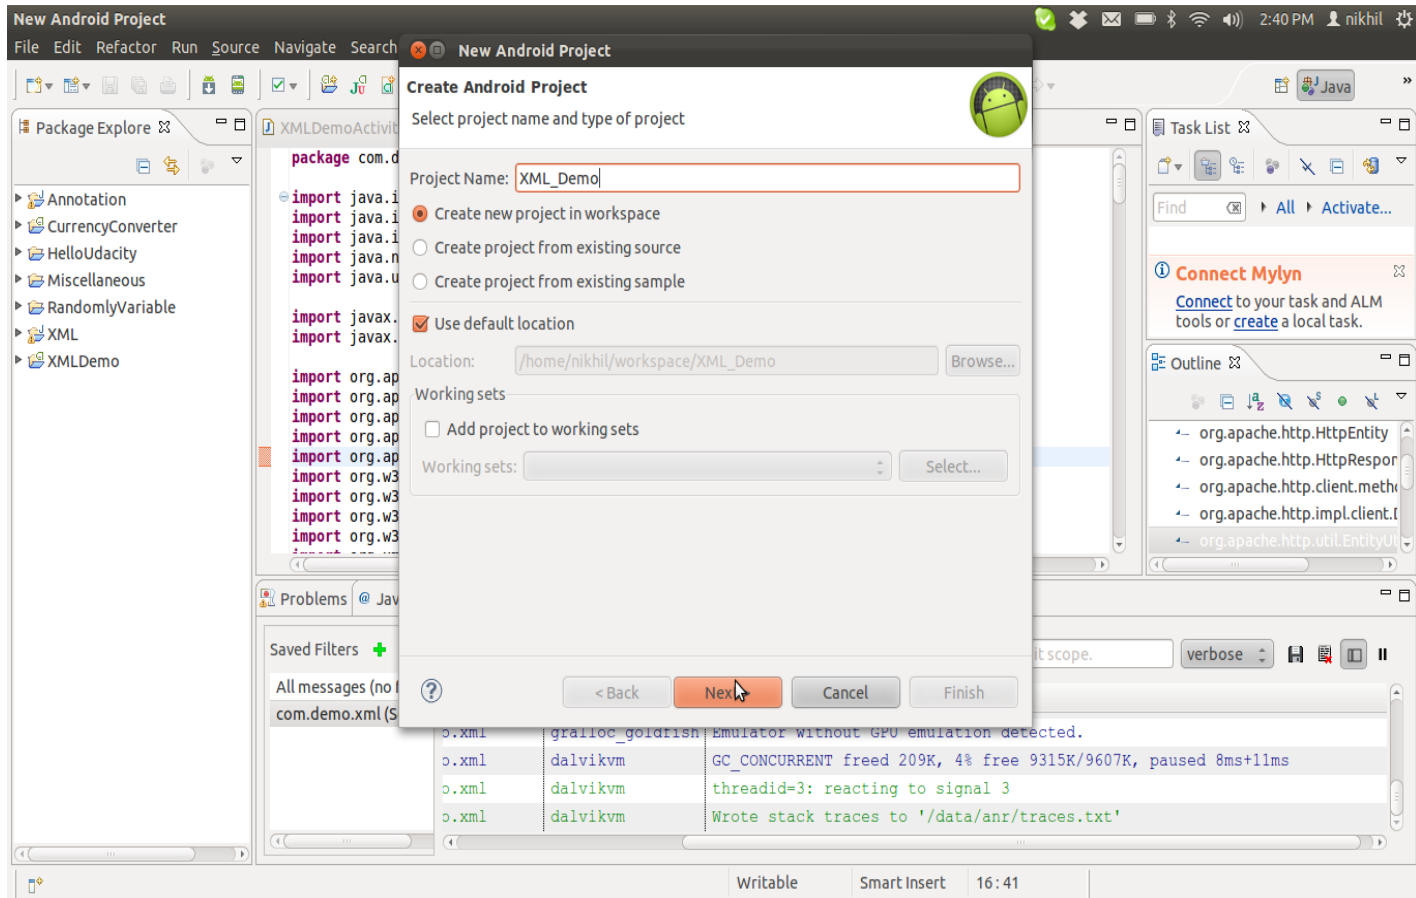 New Android Project
2:40 PM nikhil
File Edit Refactor Run Source Navigate Search
New Android Project
Java
Create Android Project
Select project name and type of project
Package Explore
XMLDemoActivit
Task List
Annotation
CurrencyConverter
HelloUdacity
Miscellaneous
RandomlyVariable
XML
XMLDemo
package com.d
import java.i
import java.i
import java.i
import java.n
import java.u
import javax.
import javax.
import org.ap
import org.ap
import org.ap
import org.ap
import org.ap
import org.w3
import org.w3
import org.w3
import org.w3
Project Name: XML_Demo
Create new project in workspace
Create project from existing source
Create project from existing sample
Use default location
Location: /home/nikhil/workspace/XML_Demo Browse...
Working sets
Add project to working sets
Working sets: Select...
Find All Activate...
Connect Mylyn
Connect to your task and ALM
tools or create a local task.
Outline
org.apache.http.HttpEntity
org.apache.http.HttpRespon
org.apache.http.client.metho
org.apache.http.impl.client.D
org.apache.http.util.EntityUt
Problems @ Jav
Saved Filters
it scope. verbose
All messages (no f
com.demo.xml (S
< Back Next > Cancel Finish
o.xml gralloc_goldfish Emulator without GPU emulation detected.
o.xml dalvikvm GC_CONCURRENT freed 209K, 4% free 9315K/9607K, paused 8ms+11ms
o.xml dalvikvm threadid=3: reacting to signal 3
o.xml dalvikvm Wrote stack traces to '/data/anr/traces.txt'
Writable Smart Insert 16 : 41